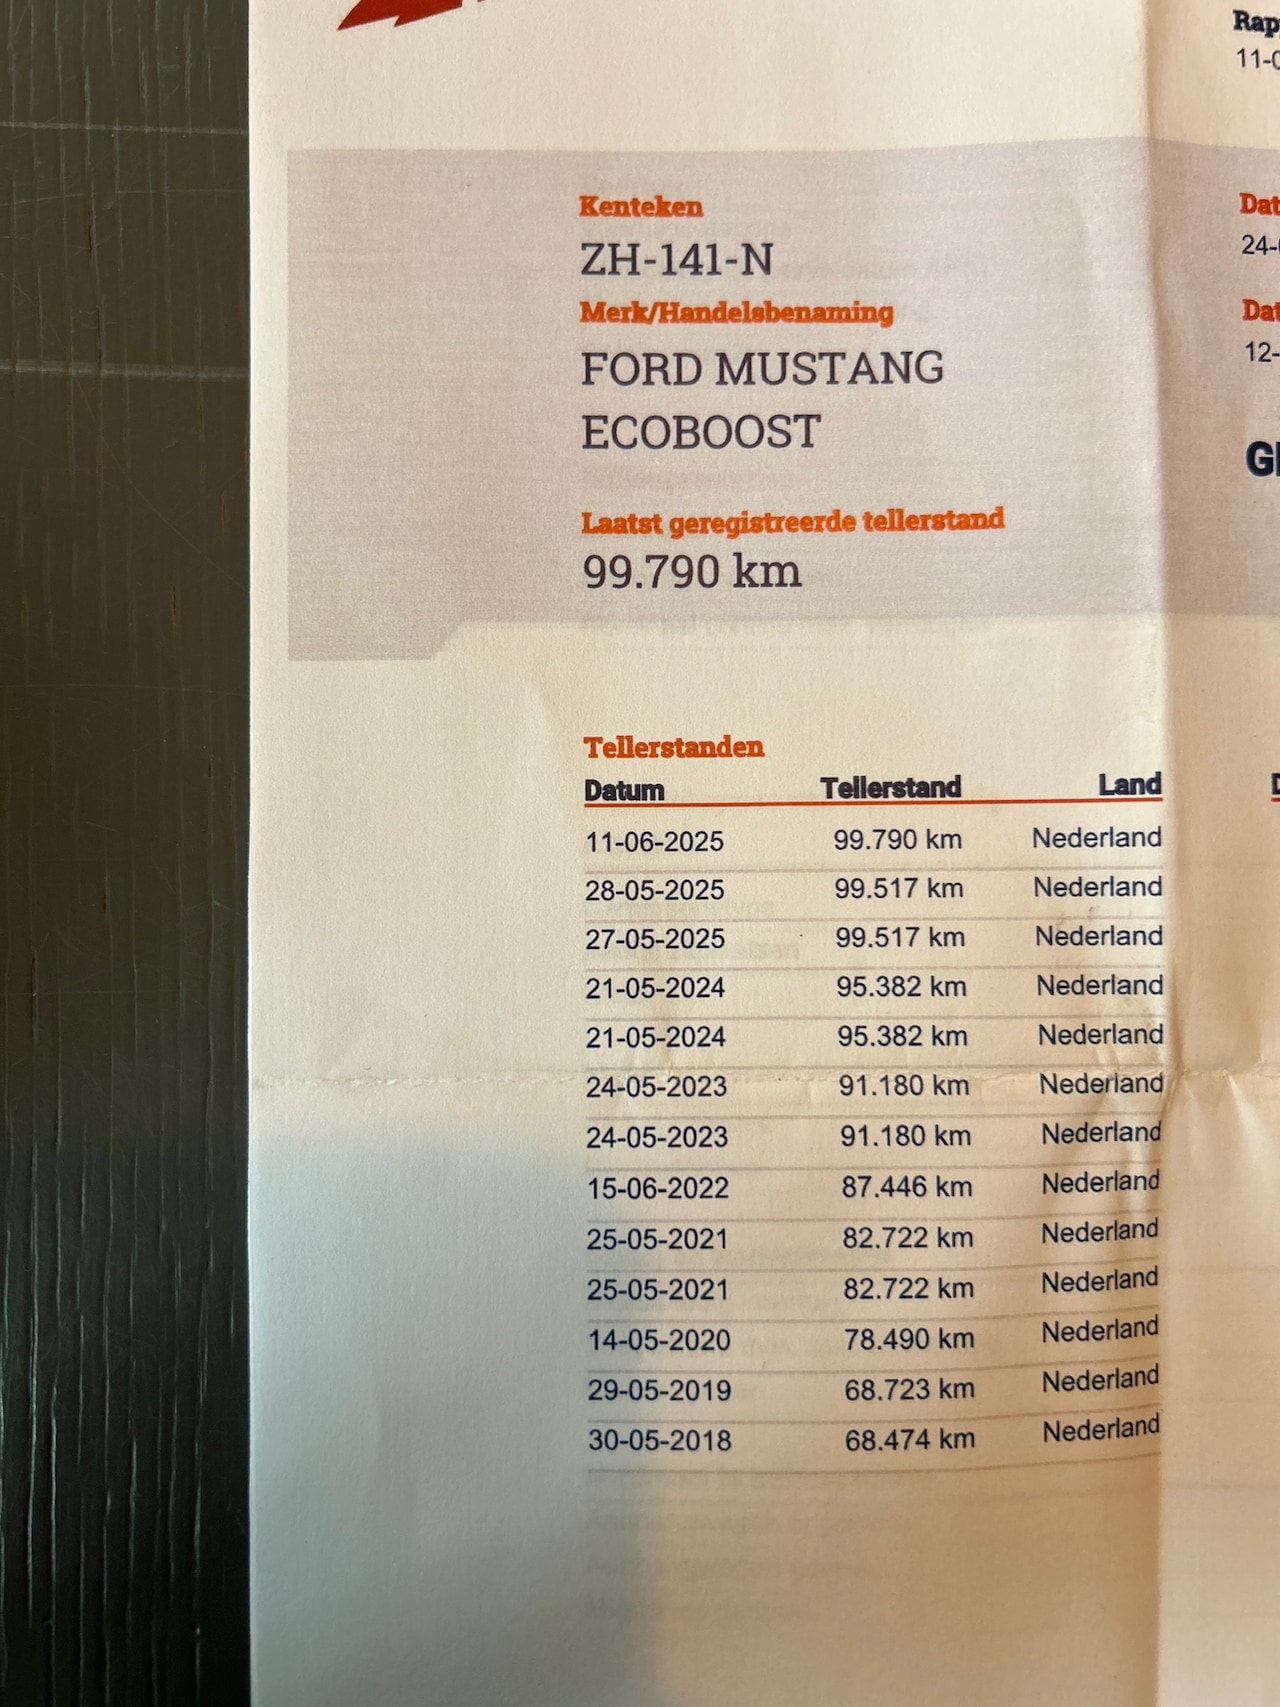 Kenteken
ZH-141-N
Merk/Handelsbenaming
FORD MUSTANG
ECOBOOST
Laatst geregistreerde tellerstand
99.790 km
Tellerstanden
Datum Tellerstand Land
11-06-2025 99.790 km Nederland
28-05-2025 99.517 km Nederland
27-05-2025 99.517 km Nederland
21-05-2024 95.382 km Nederland
21-05-2024 95.382 km Nederland
24-05-2023 91.180 km Nederland
24-05-2023 91.180 km Nederland
15-06-2022 87.446 km Nederland
25-05-2021 82.722 km Nederland
25-05-2021 82.722 km Nederland
14-05-2020 78.490 km Nederland
29-05-2019 68.723 km Nederland
30-05-2018 68.474 km Nederland